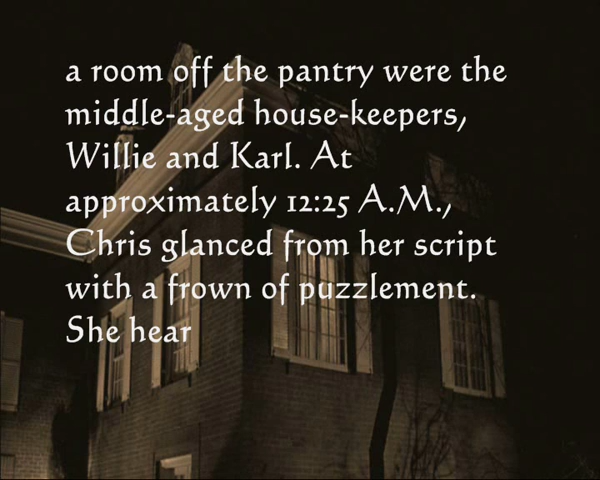 a room off the pantry were the
middle-aged house-keepers,
Willie and Karl. At
approximately 12:25 A.M.,
Chris glanced from her script
with a frown of puzzlement.
She hear